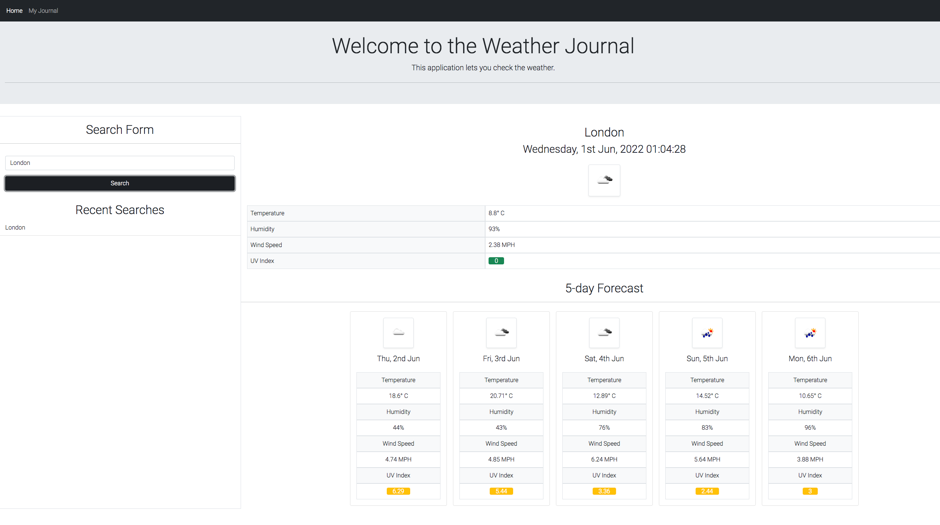 Home My Journal
Welcome to the Weather Journal
This application lets you check the weather.
Search Form
London
Search
Recent Searches
London
London
Wednesday, 1st Jun, 2022 01:04:28
Temperature 8.8° C
Humidity 93%
Wind Speed 2.38 MPH
UV Index 0
5-day Forecast
Thu, 2nd Jun Fri, 3rd Jun Sat, 4th Jun Sun, 5th Jun Mon, 6th Jun
Temperature Temperature Temperature Temperature Temperature
18.6° C 20.71° C 12.89° C 14.52° C 10.65° C
Humidity Humidity Humidity Humidity Humidity
44% 43% 76% 83% 96%
Wind Speed Wind Speed Wind Speed Wind Speed Wind Speed
4.74 MPH 4.85 MPH 6.24 MPH 5.64 MPH 3.88 MPH
UV Index UV Index UV Index UV Index UV Index
6.29 5.44 3.36 2.44 3